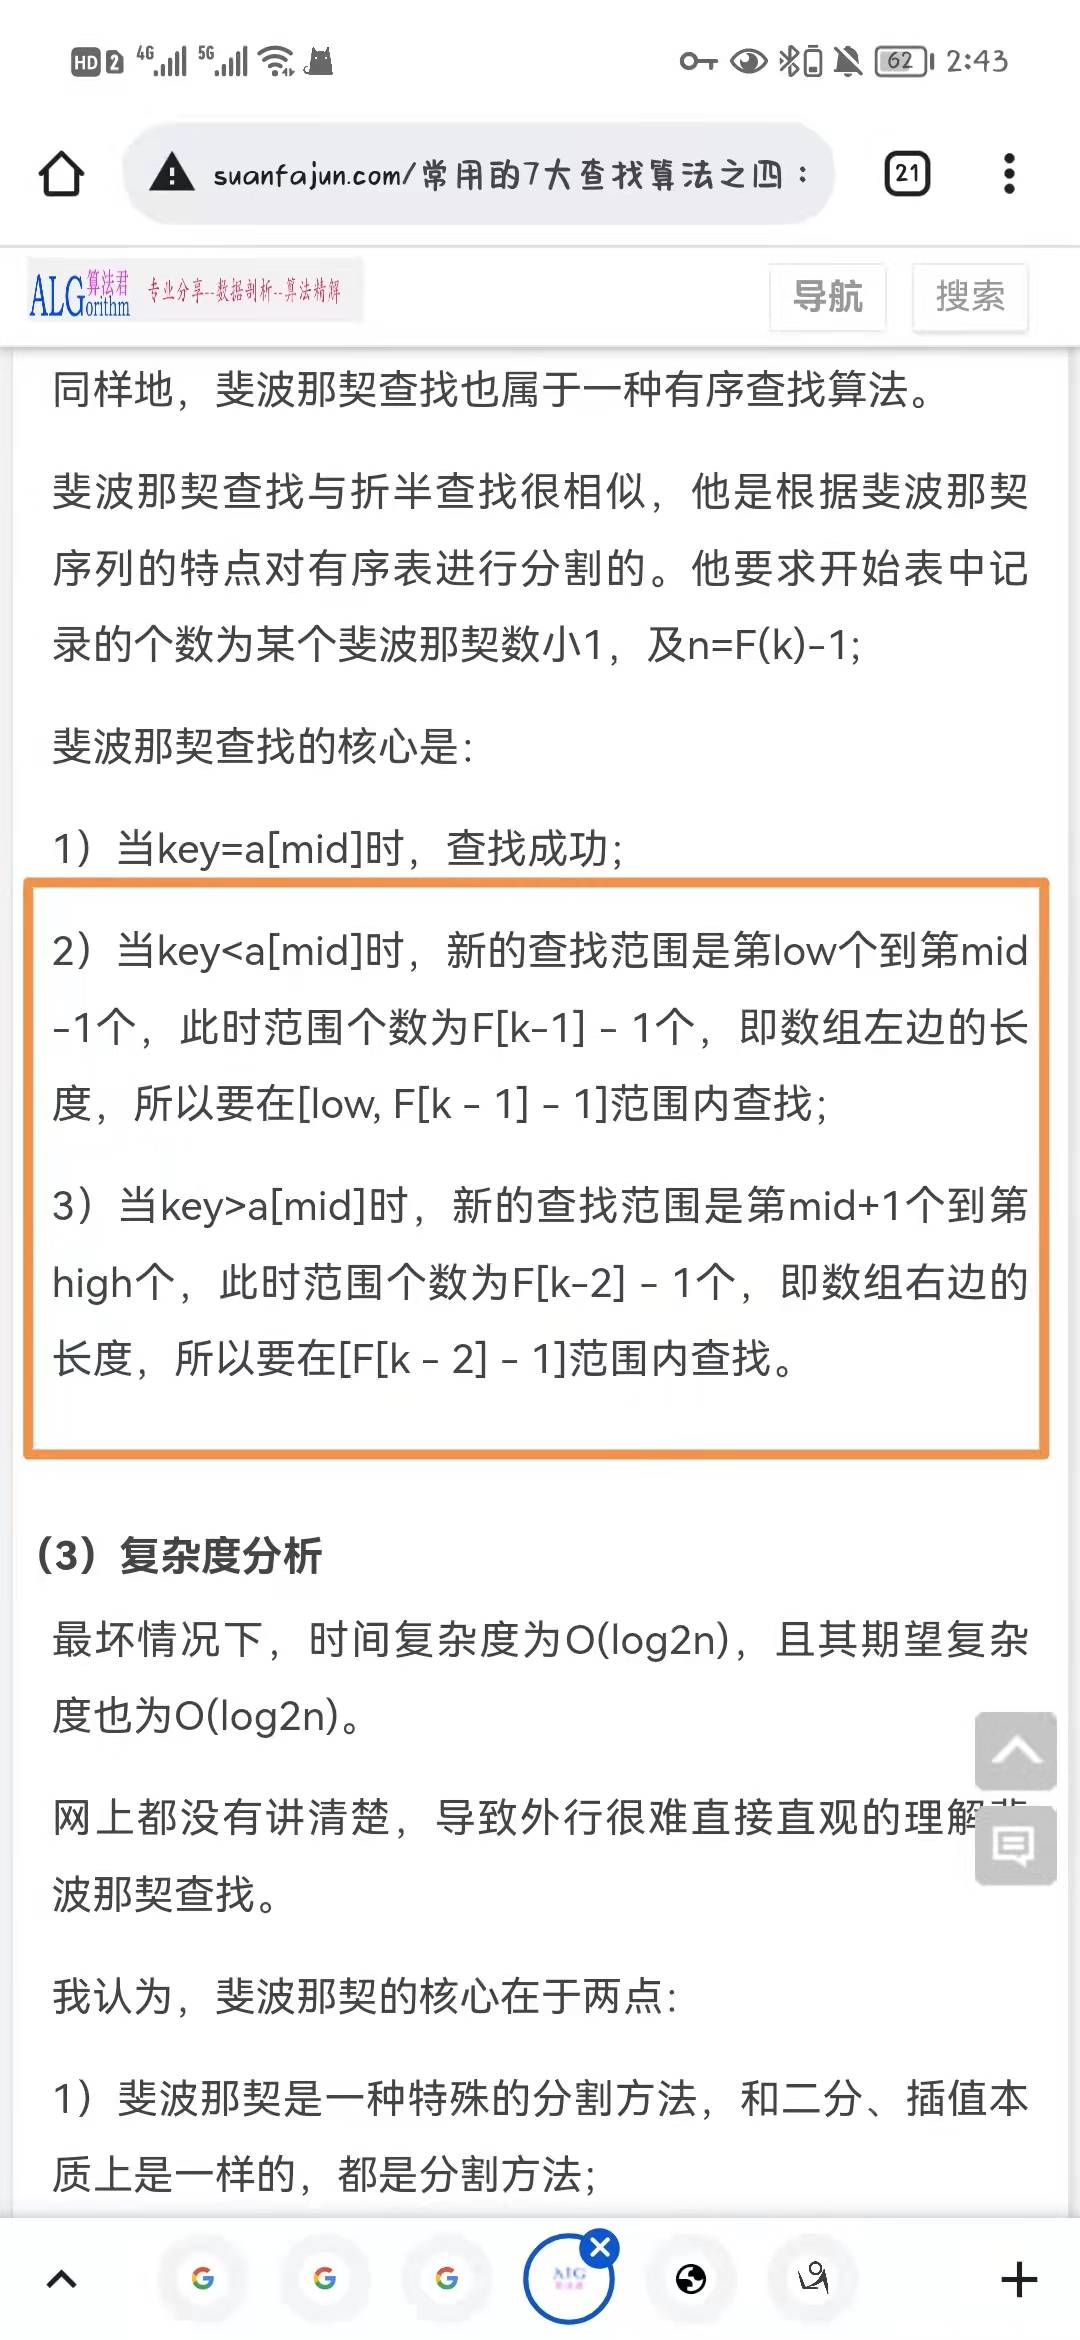 HD 2 4G 5G 62 2:43
suanfajun.com/常用的7大查找算法之四： 21
ALGorithm 算法君 专业分享--数据剖析--算法精解 导航 搜索
同样地，斐波那契查找也属于一种有序查找算法。
斐波那契查找与折半查找很相似，他是根据斐波那契
序列的特点对有序表进行分割的。他要求开始表中记
录的个数为某个斐波那契数小1，及n=F(k)-1;
斐波那契查找的核心是：
1）当key=a[mid]时，查找成功；
2）当key<a[mid]时，新的查找范围是第low个到第mid
-1个，此时范围个数为F[k-1] - 1个，即数组左边的长
度，所以要在[low, F[k - 1] - 1]范围内查找；
3）当key>a[mid]时，新的查找范围是第mid+1个到第
high个，此时范围个数为F[k-2] - 1个，即数组右边的
长度，所以要在[F[k - 2] - 1]范围内查找。
（3）复杂度分析
最坏情况下，时间复杂度为O(log2n)，且其期望复杂
度也为O(log2n)。
网上都没有讲清楚，导致外行很难直接直观的理解斐
波那契查找。
我认为，斐波那契的核心在于两点：
1）斐波那契是一种特殊的分割方法，和二分、插值本
质上是一样的，都是分割方法；
G G G ALG